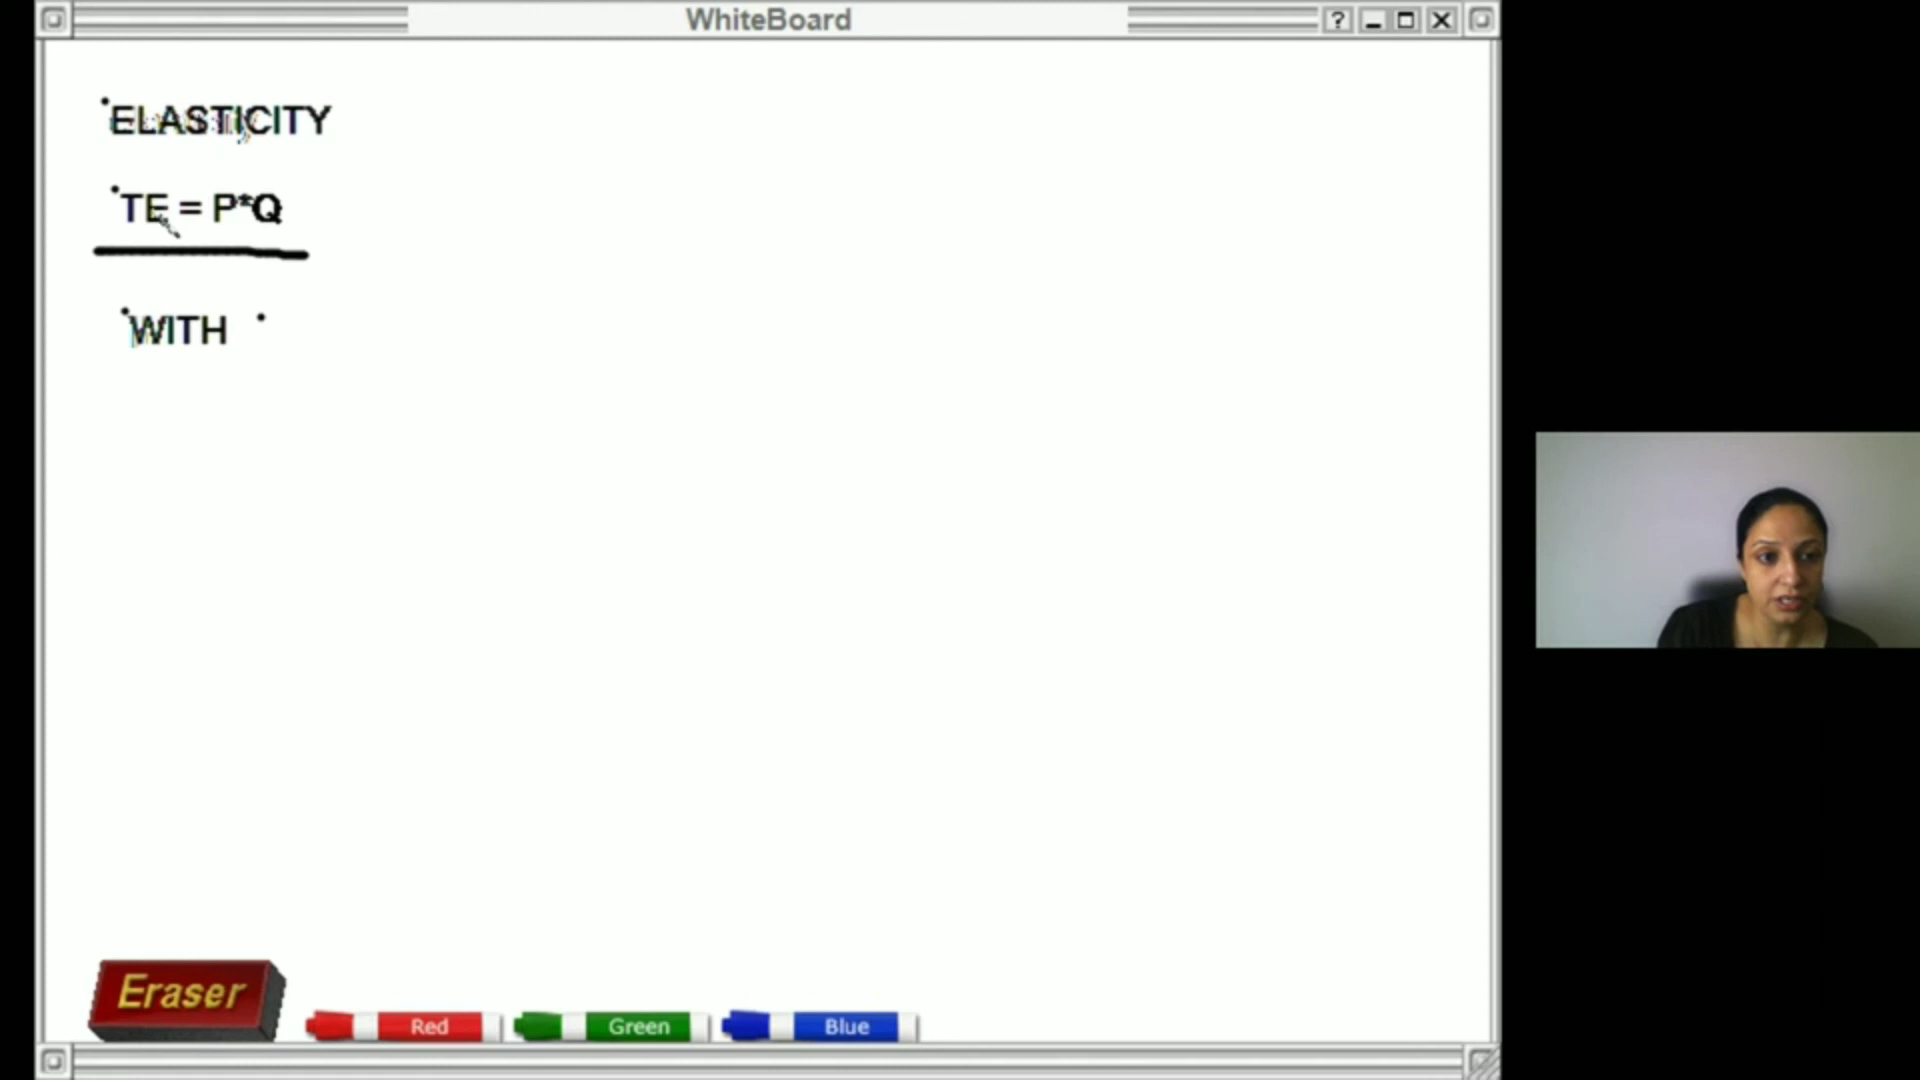 WhiteBoard
ELASTICITY
TE = P*Q
WITH
Eraser
Red
Green
Blue